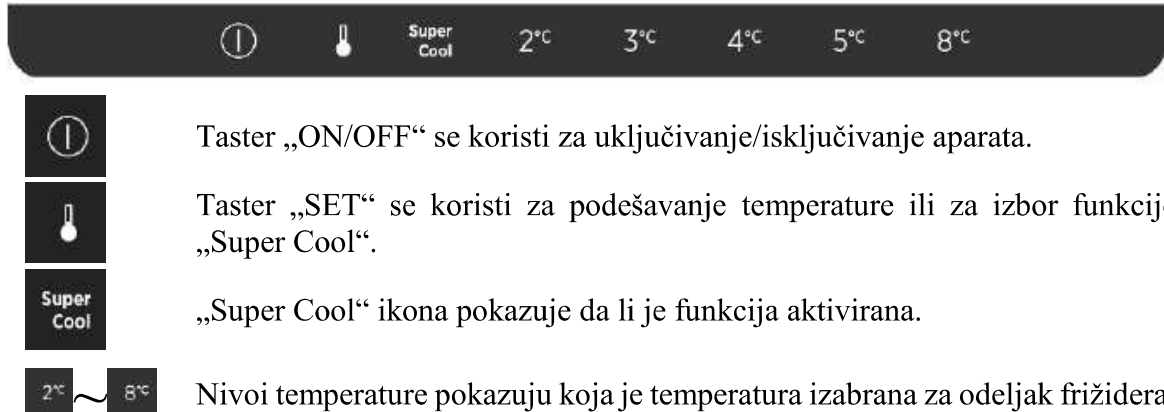 Super
Cool
2°C 3°C 4°C 5°C 8°C
Taster „ON/OFF“ se koristi za uključivanje/isključivanje aparata.
Taster „SET“ se koristi za podešavanje temperature ili za izbor funkcij
„Super Cool“.
Super
Cool
„Super Cool“ ikona pokazuje da li je funkcija aktivirana.
2°C ~ 8°C Nivoi temperature pokazuju koja je temperatura izabrana za odeljak frižidera